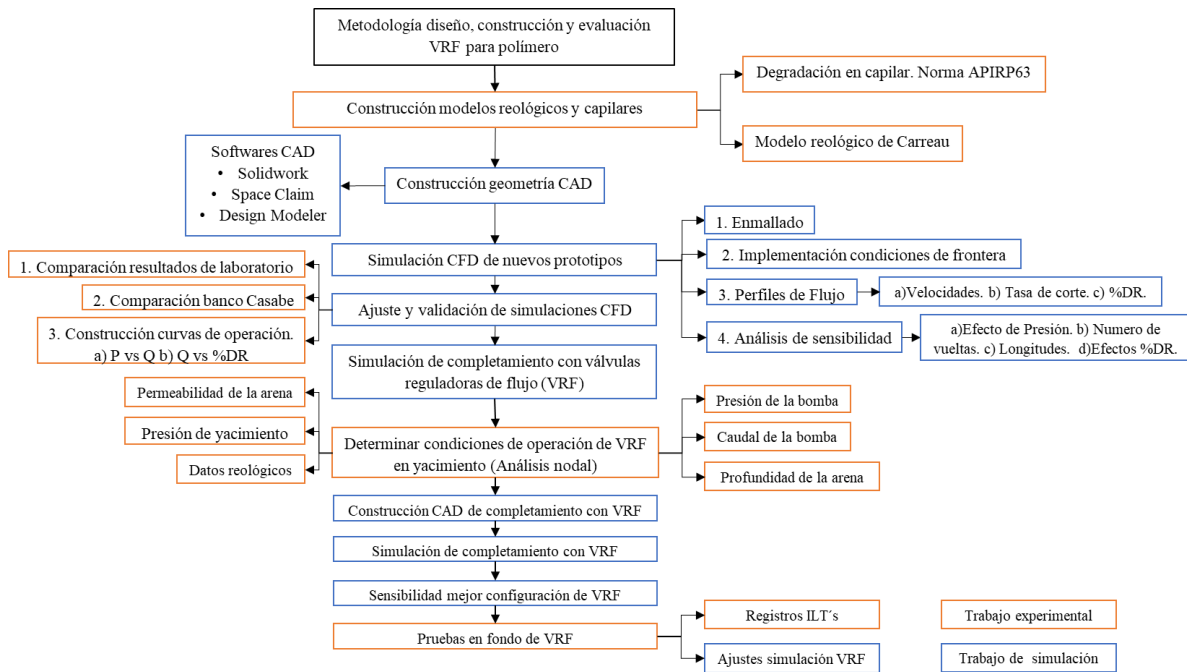 Metodología diseño, construcción y evaluación
VRF para polímero
Construcción modelos reológicos y capilares
Degradación en capilar. Norma APIRP63
Modelo reológico de Carreau
Softwares CAD
• Solidwork
• Space Claim
• Design Modeler
Construcción geometría CAD
Simulación CFD de nuevos prototipos
1. Enmallado
2. Implementación condiciones de frontera
3. Perfiles de Flujo
a)Velocidades. b) Tasa de corte. c) %DR.
4. Análisis de sensibilidad
a)Efecto de Presión. b) Numero de
vueltas. c) Longitudes. d)Efectos %DR.
1. Comparación resultados de laboratorio
2. Comparación banco Casabe
3. Construcción curvas de operación.
a) P vs Q b) Q vs %DR
Ajuste y validación de simulaciones CFD
Simulación de completamiento con válvulas
reguladoras de flujo (VRF)
Permeabilidad de la arena
Presión de yacimiento
Datos reológicos
Determinar condiciones de operación de VRF
en yacimiento (Análisis nodal)
Presión de la bomba
Caudal de la bomba
Profundidad de la arena
Construcción CAD de completamiento con VRF
Simulación de completamiento con VRF
Sensibilidad mejor configuración de VRF
Pruebas en fondo de VRF
Registros ILT´s
Ajustes simulación VRF
Trabajo experimental
Trabajo de simulación